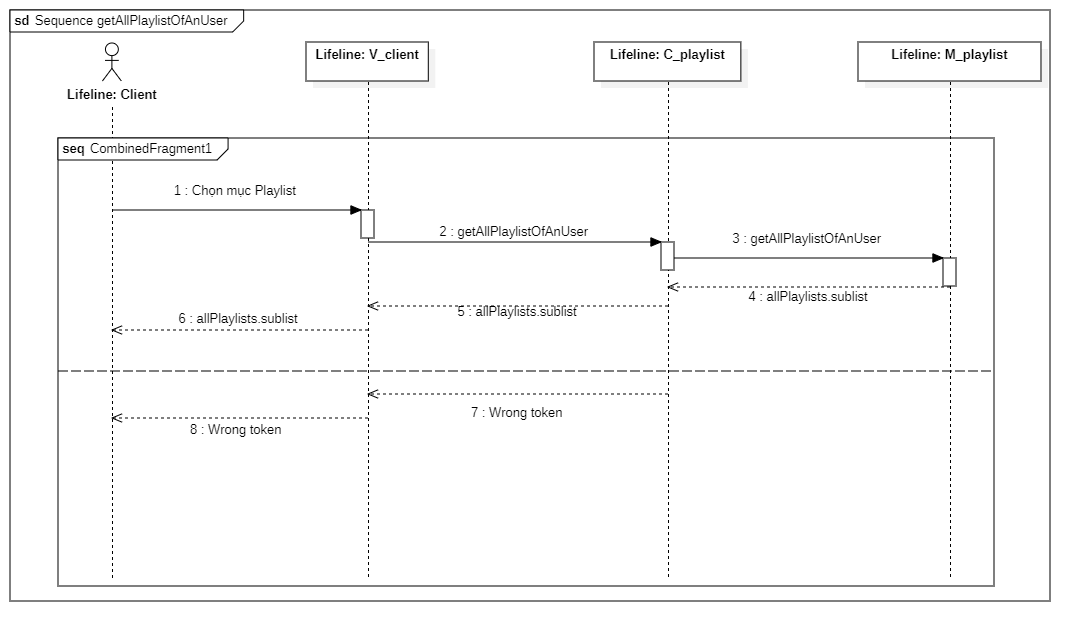 sd Sequence getAllPlaylistOfAnUser
Lifeline: Client
Lifeline: V_client
Lifeline: C_playlist
Lifeline: M_playlist
seq CombinedFragment1
1 : Chọn mục Playlist
2 : getAllPlaylistOfAnUser
3 : getAllPlaylistOfAnUser
4 : allPlaylists.sublist
5 : allPlaylists.sublist
6 : allPlaylists.sublist
7 : Wrong token
8 : Wrong token